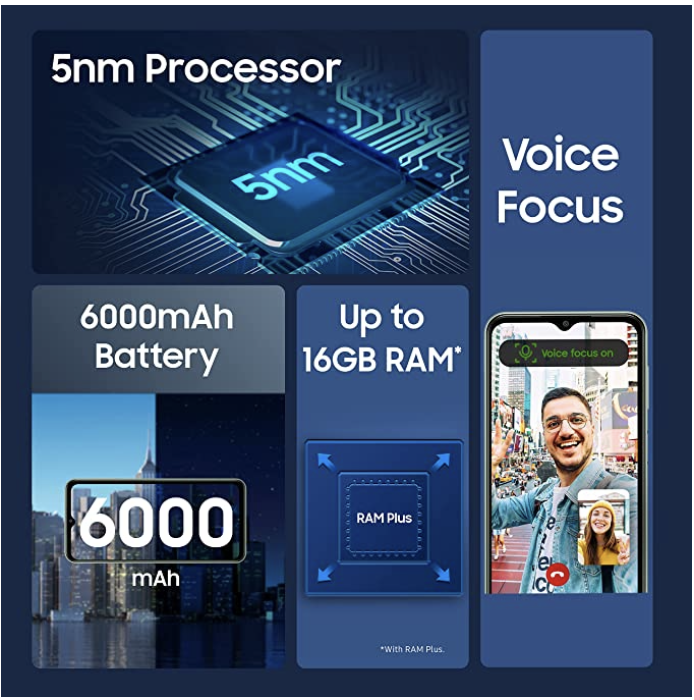 5nm Processor
5nm
Voice
Focus
6000mAh
Battery
6000
mAh
Up to
16GB RAM*
RAM Plus
*With RAM Plus.
Voice focus on